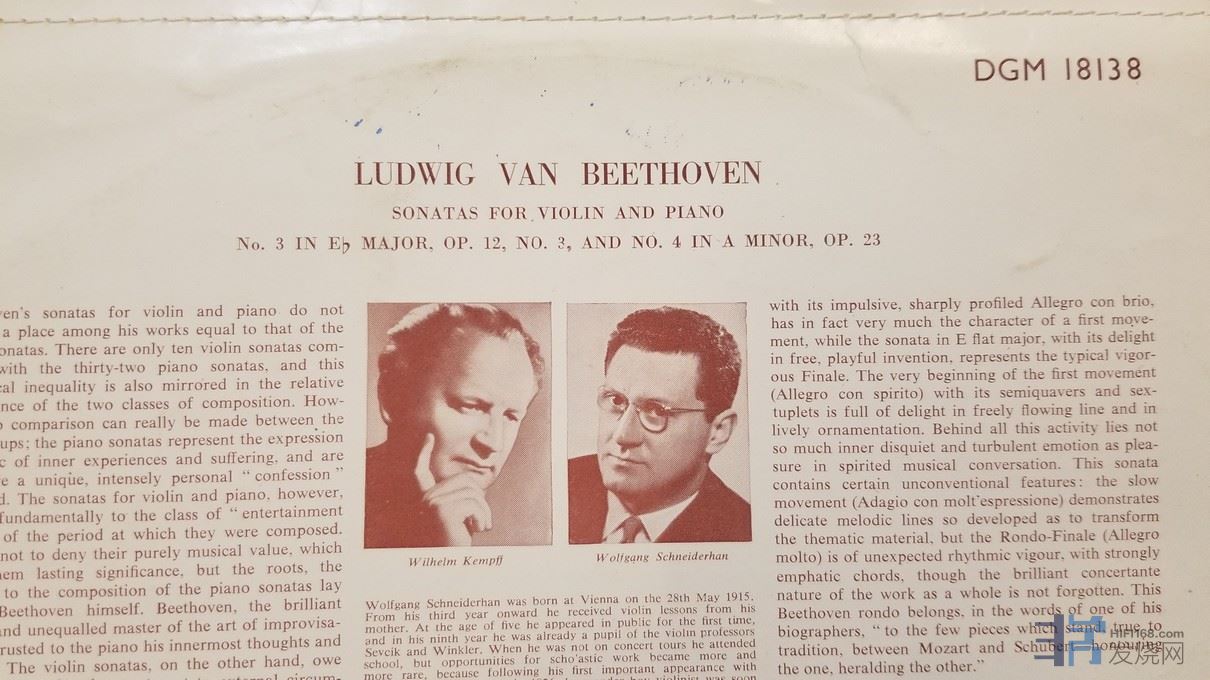 DGM 18138
LUDWIG VAN BEETHOVEN
SONATAS FOR VIOLIN AND PIANO
No. 3 IN E♭ MAJOR, OP. 12, NO. 3, AND NO. 4 IN A MINOR, OP. 23
ven's sonatas for violin and piano do not
a place among his works equal to that of the
onatas. There are only ten violin sonatas com-
with the thirty-two piano sonatas, and this
cal inequality is also mirrored in the relative
nce of the two classes of composition. How-
comparison can really be made between the
ups; the piano sonatas represent the expression
c of inner experiences and suffering, and are
e a unique, intensely personal “ confession ”
d. The sonatas for violin and piano, however,
fundamentally to the class of “ entertainment
of the period at which they were composed.
not to deny their purely musical value, which
em lasting significance, but the roots, the
to the composition of the piano sonatas lay
Beethoven himself. Beethoven, the brilliant
nd unequalled master of the art of improvisa-
rusted to the piano his innermost thoughts and
The violin sonatas, on the other hand, owe
Wilhelm Kempff
Wolfgang Schneiderhan
Wolfgang Schneiderhan was born at Vienna on the 28th May 1915.
From his third year onward he received violin lessons from his
mother. At the age of five he appeared in public for the first time,
and in his ninth year he was already a pupil of the violin professors
Sevcik and Winkler. When he was not on concert tours he attended
school, but opportunities for scho'astic work became more and
more rare, because following his first important appearance with
with its impulsive, sharply profiled Allegro con brio,
has in fact very much the character of a first move-
ment, while the sonata in E flat major, with its delight
in free, playful invention, represents the typical vigor-
ous Finale. The very beginning of the first movement
(Allegro con spirito) with its semiquavers and sex-
tuplets is full of delight in freely flowing line and in
lively ornamentation. Behind all this activity lies not
so much inner disquiet and turbulent emotion as plea-
sure in spirited musical conversation. This sonata
contains certain unconventional features: the slow
movement (Adagio con molt'espressione) demonstrates
delicate melodic lines so developed as to transform
the thematic material, but the Rondo-Finale (Allegro
molto) is of unexpected rhythmic vigour, with strongly
emphatic chords, though the brilliant concertante
nature of the work as a whole is not forgotten. This
Beethoven rondo belongs, in the words of one of his
biographers, “ to the few pieces which stand, true to
tradition, between Mozart and Schubert, honouring
the one, heralding the other.”
HIFI168.com
发烧网